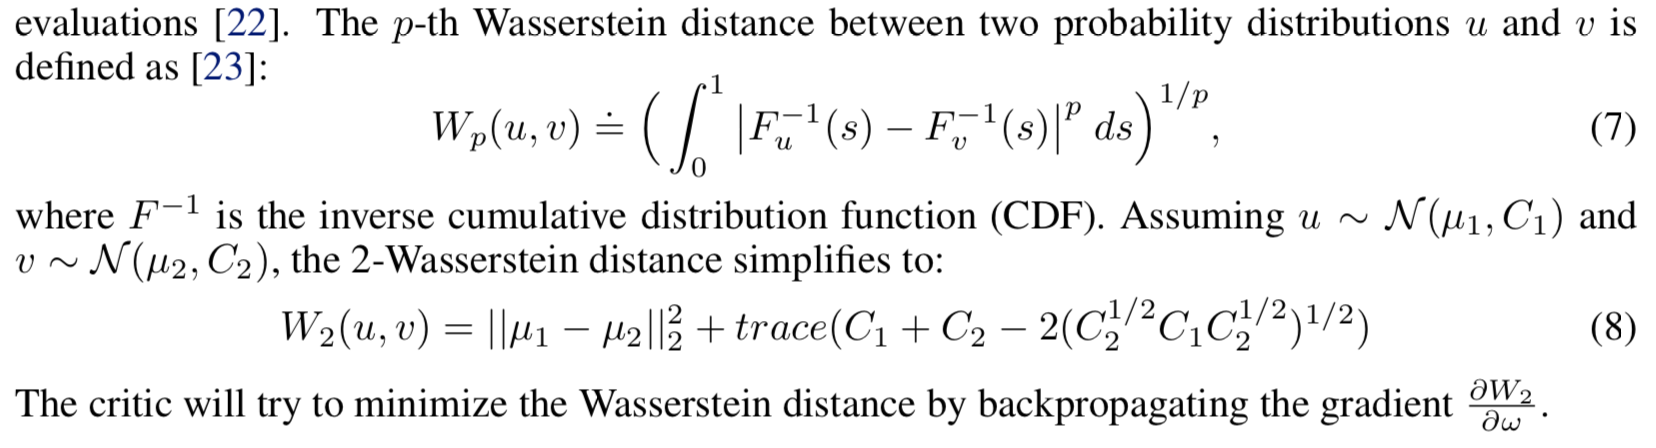 evaluations [22]. The p-th Wasserstein distance between two probability distributions u and v is
defined as [23]:
W_p(u, v) ≐ (∫_0^1 |F_u^{-1}(s) − F_v^{-1}(s)|^p ds)^{1/p}, (7)
where F^{-1} is the inverse cumulative distribution function (CDF). Assuming u ∼ 𝒩(μ_1, C_1) and
v ∼ 𝒩(μ_2, C_2), the 2-Wasserstein distance simplifies to:
W_2(u, v) = ||μ_1 − μ_2||_2^2 + trace(C_1 + C_2 − 2(C_2^{1/2} C_1 C_2^{1/2})^{1/2}) (8)
The critic will try to minimize the Wasserstein distance by backpropagating the gradient ∂W_2/∂ω.